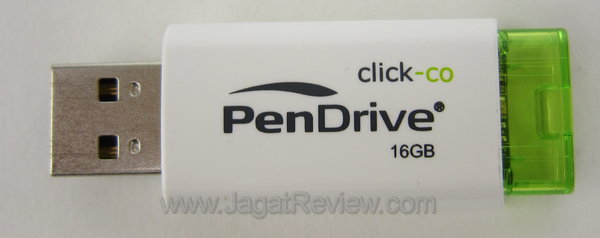 click-co
PenDrive®
16GB
www.JagatReview.com